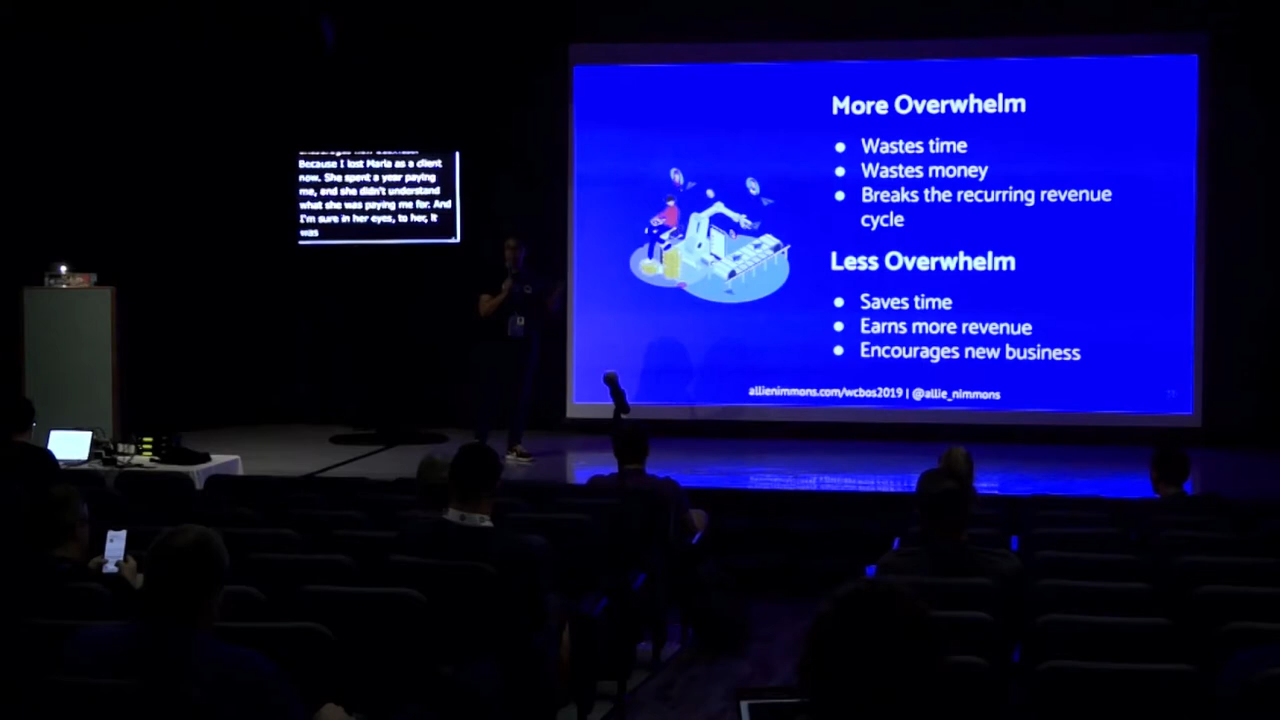 Because I lost Maria as a client
now. She spent a year paying
me, and she didn't understand
what she was paying me for. And
I'm sure in her eyes, to her, it
was
More Overwhelm
Wastes time
Wastes money
Breaks the recurring revenue
cycle
Less Overwhelm
Saves time
Earns more revenue
Encourages new business
allienimmons.com/wcbos2019 | @allie_nimmons